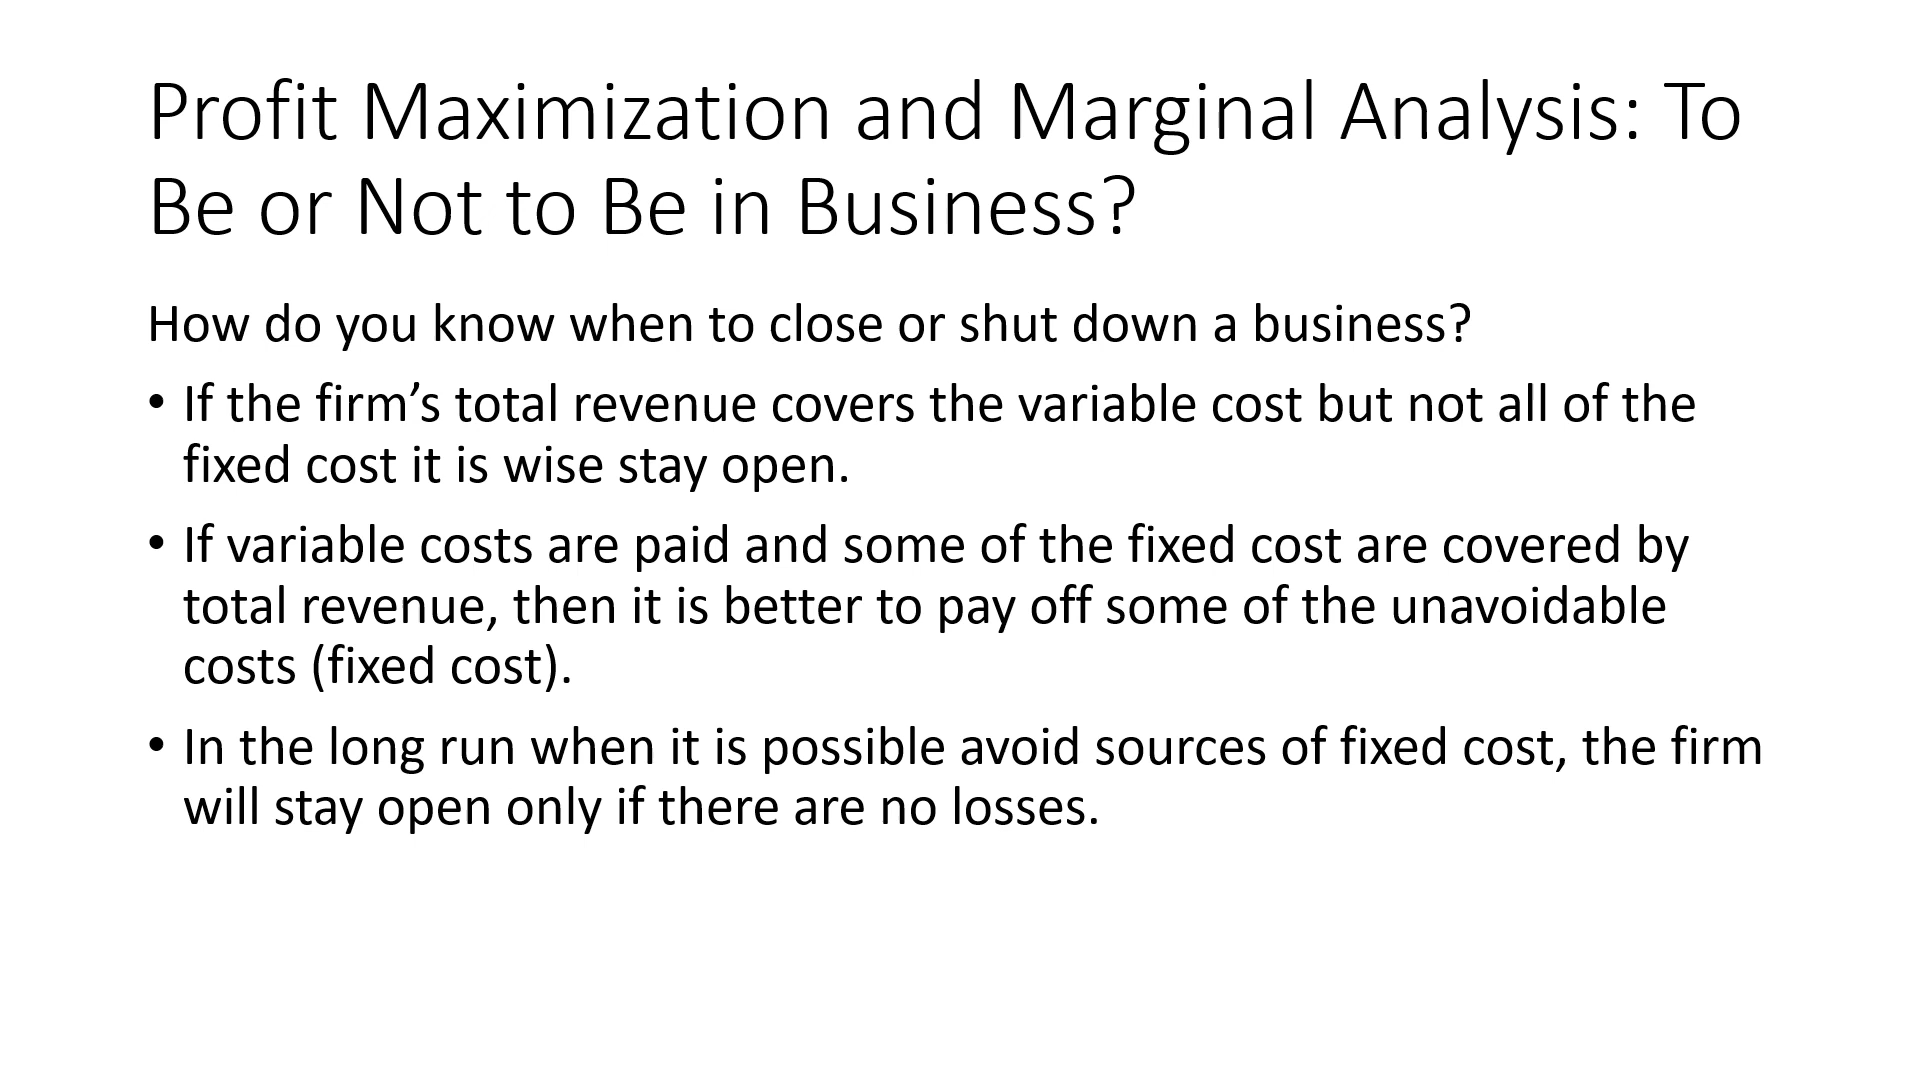 Profit Maximization and Marginal Analysis: To
Be or Not to Be in Business?
How do you know when to close or shut down a business?
• If the firm’s total revenue covers the variable cost but not all of the
fixed cost it is wise stay open.
• If variable costs are paid and some of the fixed cost are covered by
total revenue, then it is better to pay off some of the unavoidable
costs (fixed cost).
• In the long run when it is possible avoid sources of fixed cost, the firm
will stay open only if there are no losses.